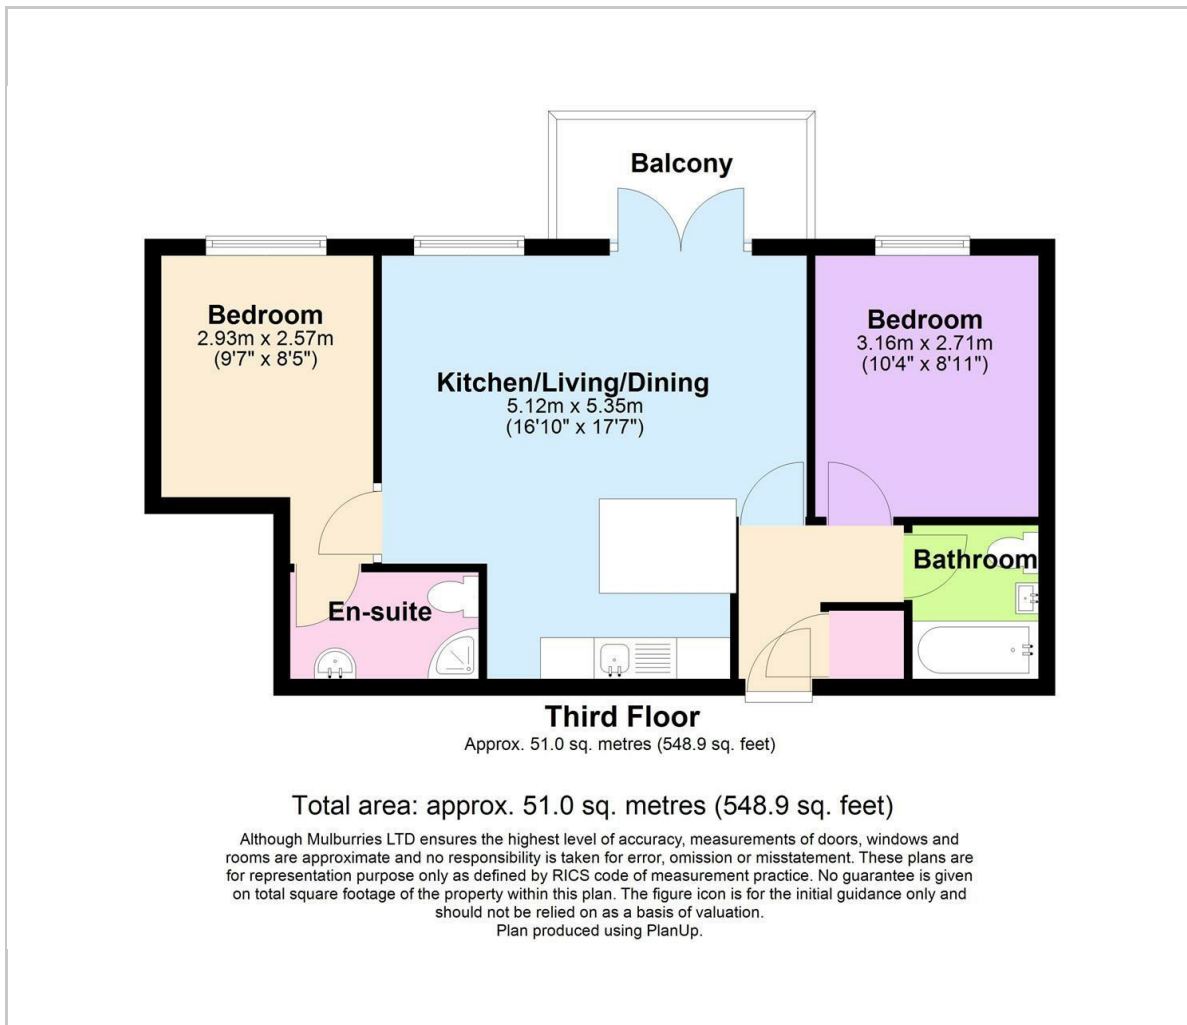 Balcony
Bedroom
2.93m x 2.57m
(9'7" x 8'5")
Bedroom
3.16m x 2.71m
(10'4" x 8'11")
Kitchen/Living/Dining
5.12m x 5.35m
(16'10" x 17'7")
Bathroom
En-suite
Third Floor
Approx. 51.0 sq. metres (548.9 sq. feet)
Total area: approx. 51.0 sq. metres (548.9 sq. feet)
Although Mulburries LTD ensures the highest level of accuracy, measurements of doors, windows and
rooms are approximate and no responsibility is taken for error, omission or misstatement. These plans are
for representation purpose only as defined by RICS code of measurement practice. No guarantee is given
on total square footage of the property within this plan. The figure icon is for the initial guidance only and
should not be relied on as a basis of valuation.
Plan produced using PlanUp.